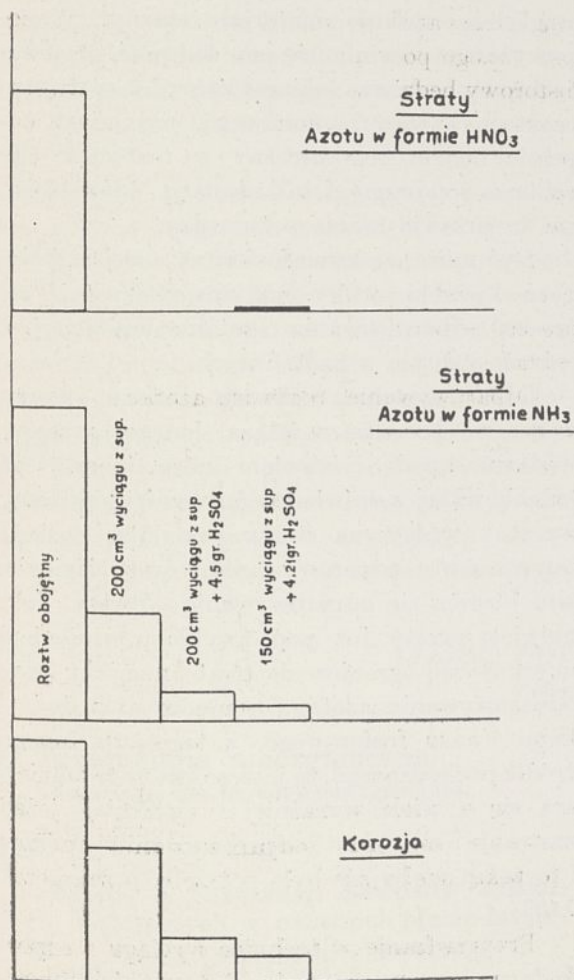 Straty
Azotu w formie HNO₃
Straty
Azotu w formie NH₃
Roztw obojętny
200 cm³ wyciągu z sup.
200 cm³ wyciągu z sup
+ 4.5 gr. H₂SO₄
150 cm³ wyciągu z sup
+ 4.21 gr. H₂SO₄
Korozja